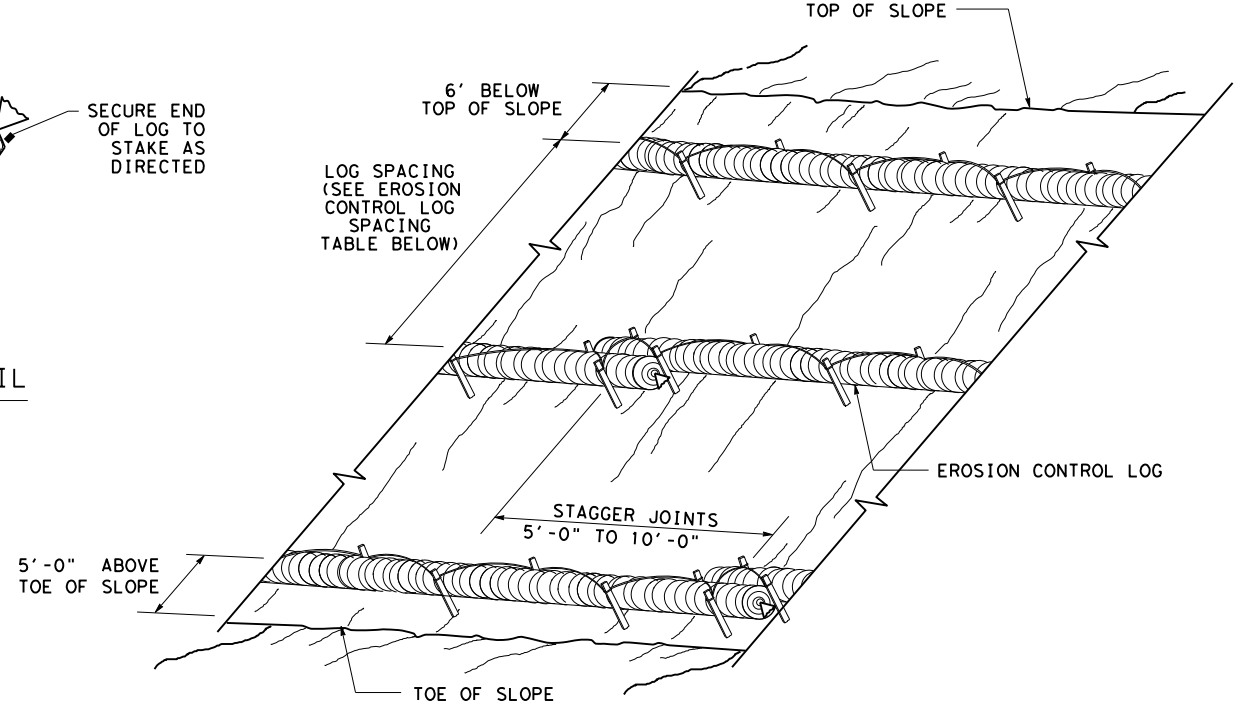 TOP OF SLOPE
6' BELOW
TOP OF SLOPE
SECURE END
OF LOG TO
STAKE AS
DIRECTED
LOG SPACING
(SEE EROSION
CONTROL LOG
SPACING
TABLE BELOW)
EROSION CONTROL LOG
STAGGER JOINTS
5'-0" TO 10'-0"
5'-0" ABOVE
TOE OF SLOPE
TOE OF SLOPE